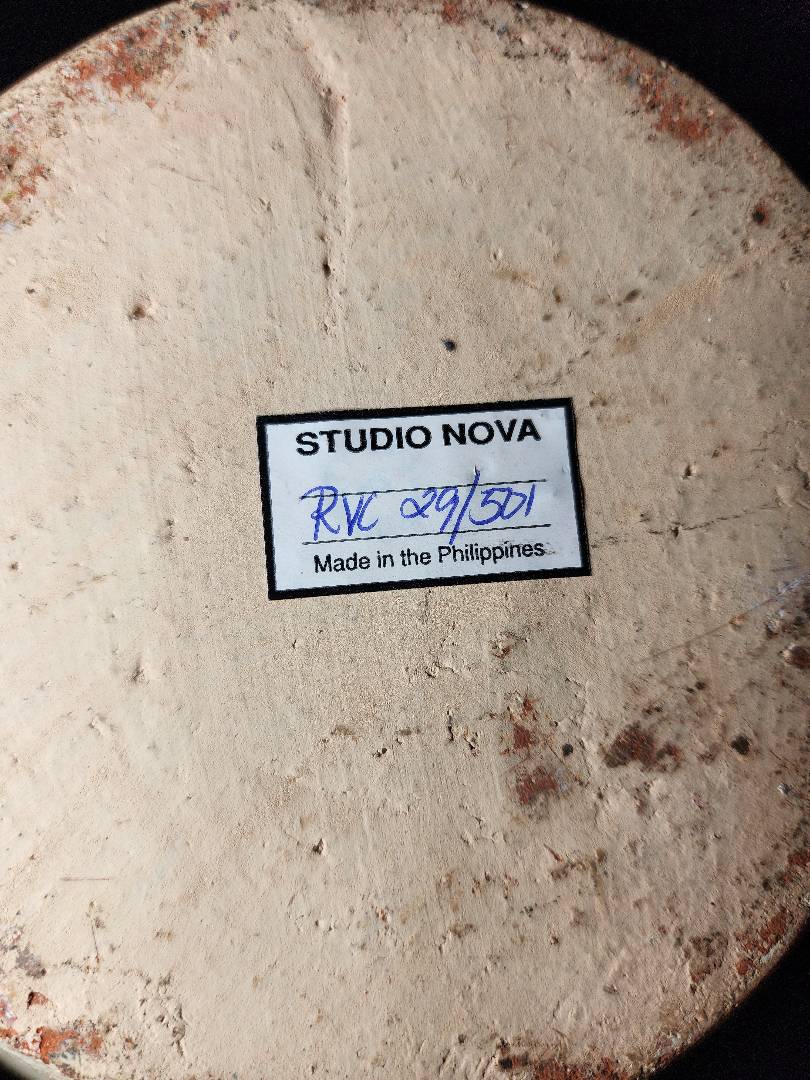 STUDIO NOVA
RVC 29/501
Made in the Philippines